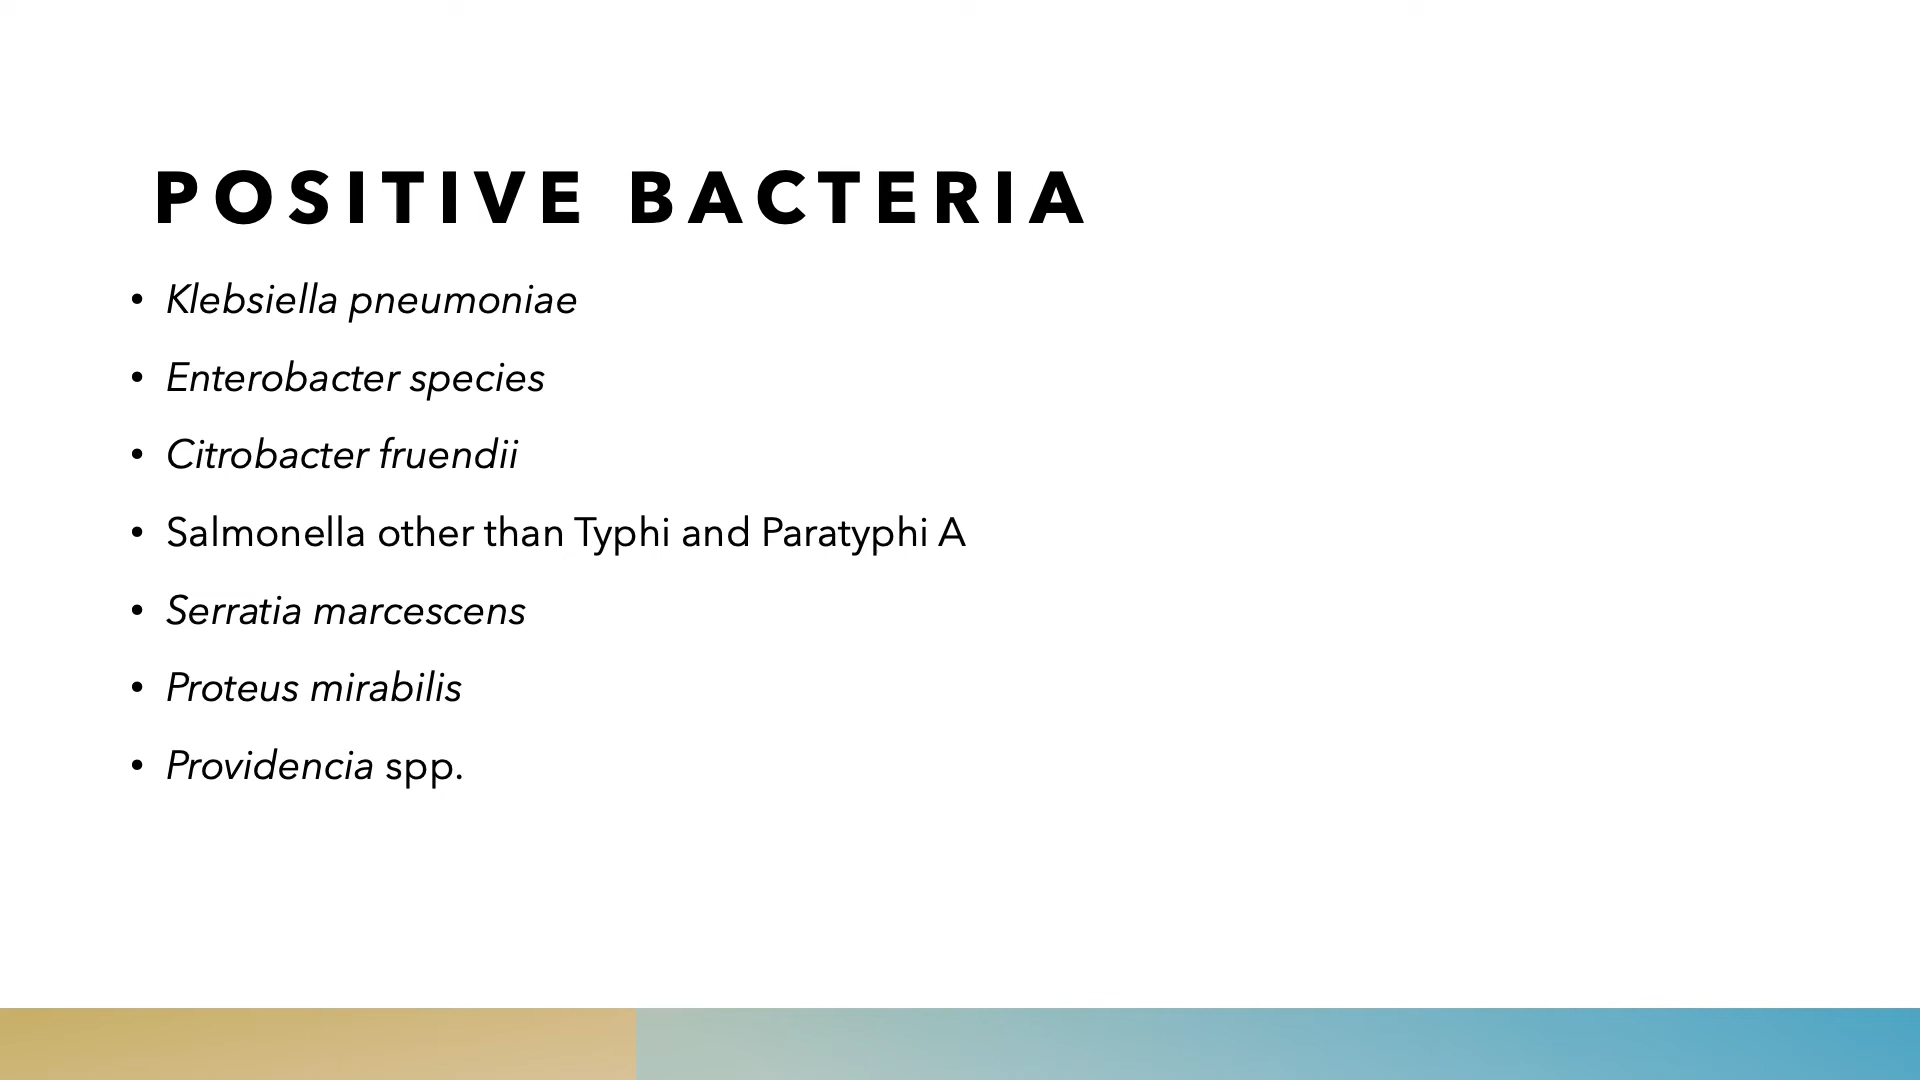 POSITIVE BACTERIA
• Klebsiella pneumoniae
• Enterobacter species
• Citrobacter fruendii
• Salmonella other than Typhi and Paratyphi A
• Serratia marcescens
• Proteus mirabilis
• Providencia spp.